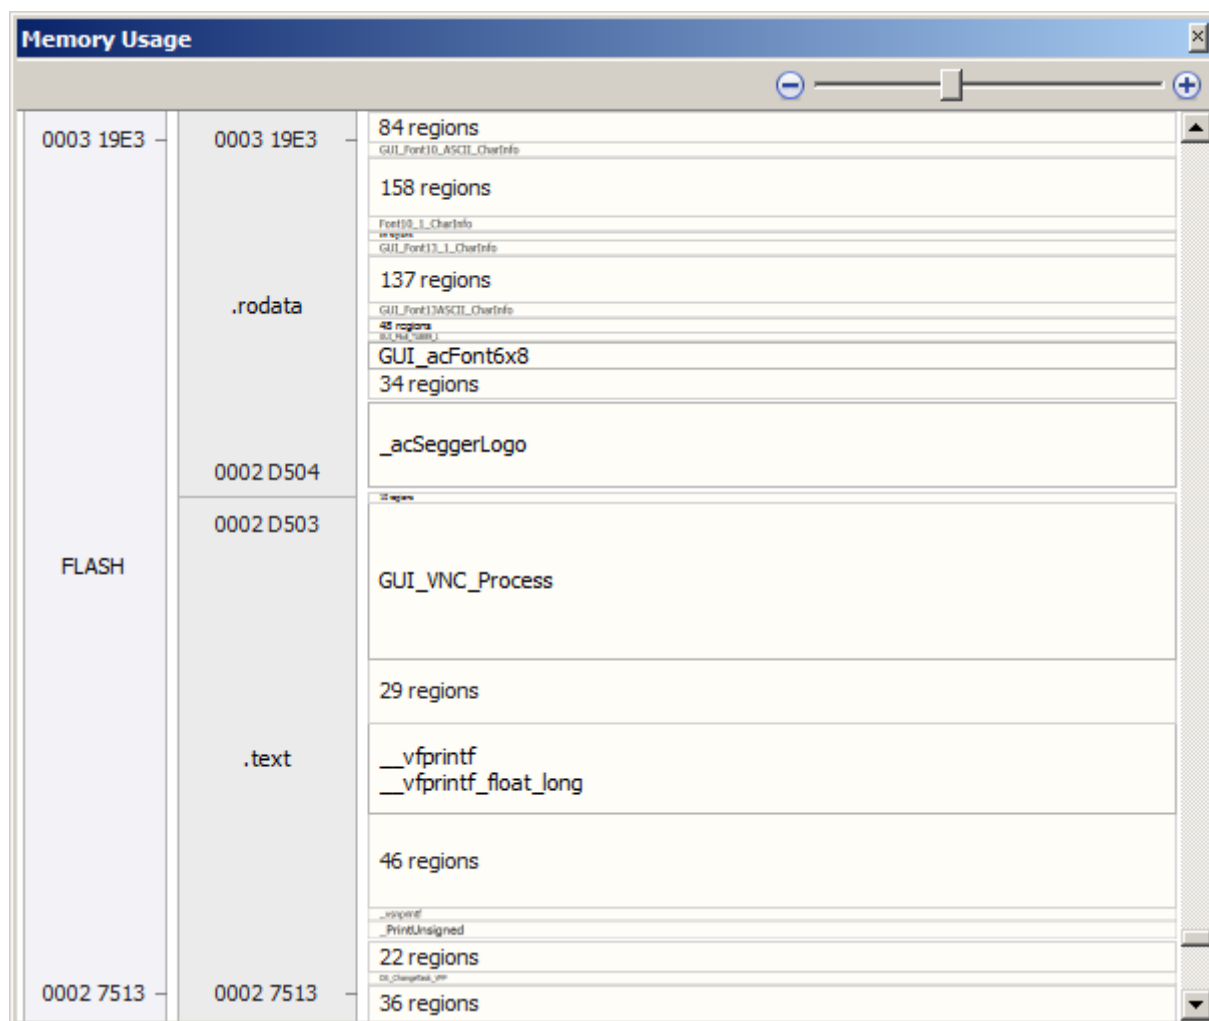 Memory Usage
0003 19E3
0003 19E3
84 regions
GUI_Font10_ASCII_CharInfo
158 regions
Font10_1_CharInfo
GUI_Font13_1_CharInfo
137 regions
.rodata
GUI_Font13ASCII_CharInfo
48 regions
GUI_acFont6x8
34 regions
_acSeggerLogo
0002 D504
0002 D503
FLASH
GUI_VNC_Process
29 regions
.text
__vfprintf
__vfprintf_float_long
46 regions
_vsnprintf
_PrintUnsigned
22 regions
OS_ChangeTask_VFP
0002 7513
0002 7513
36 regions